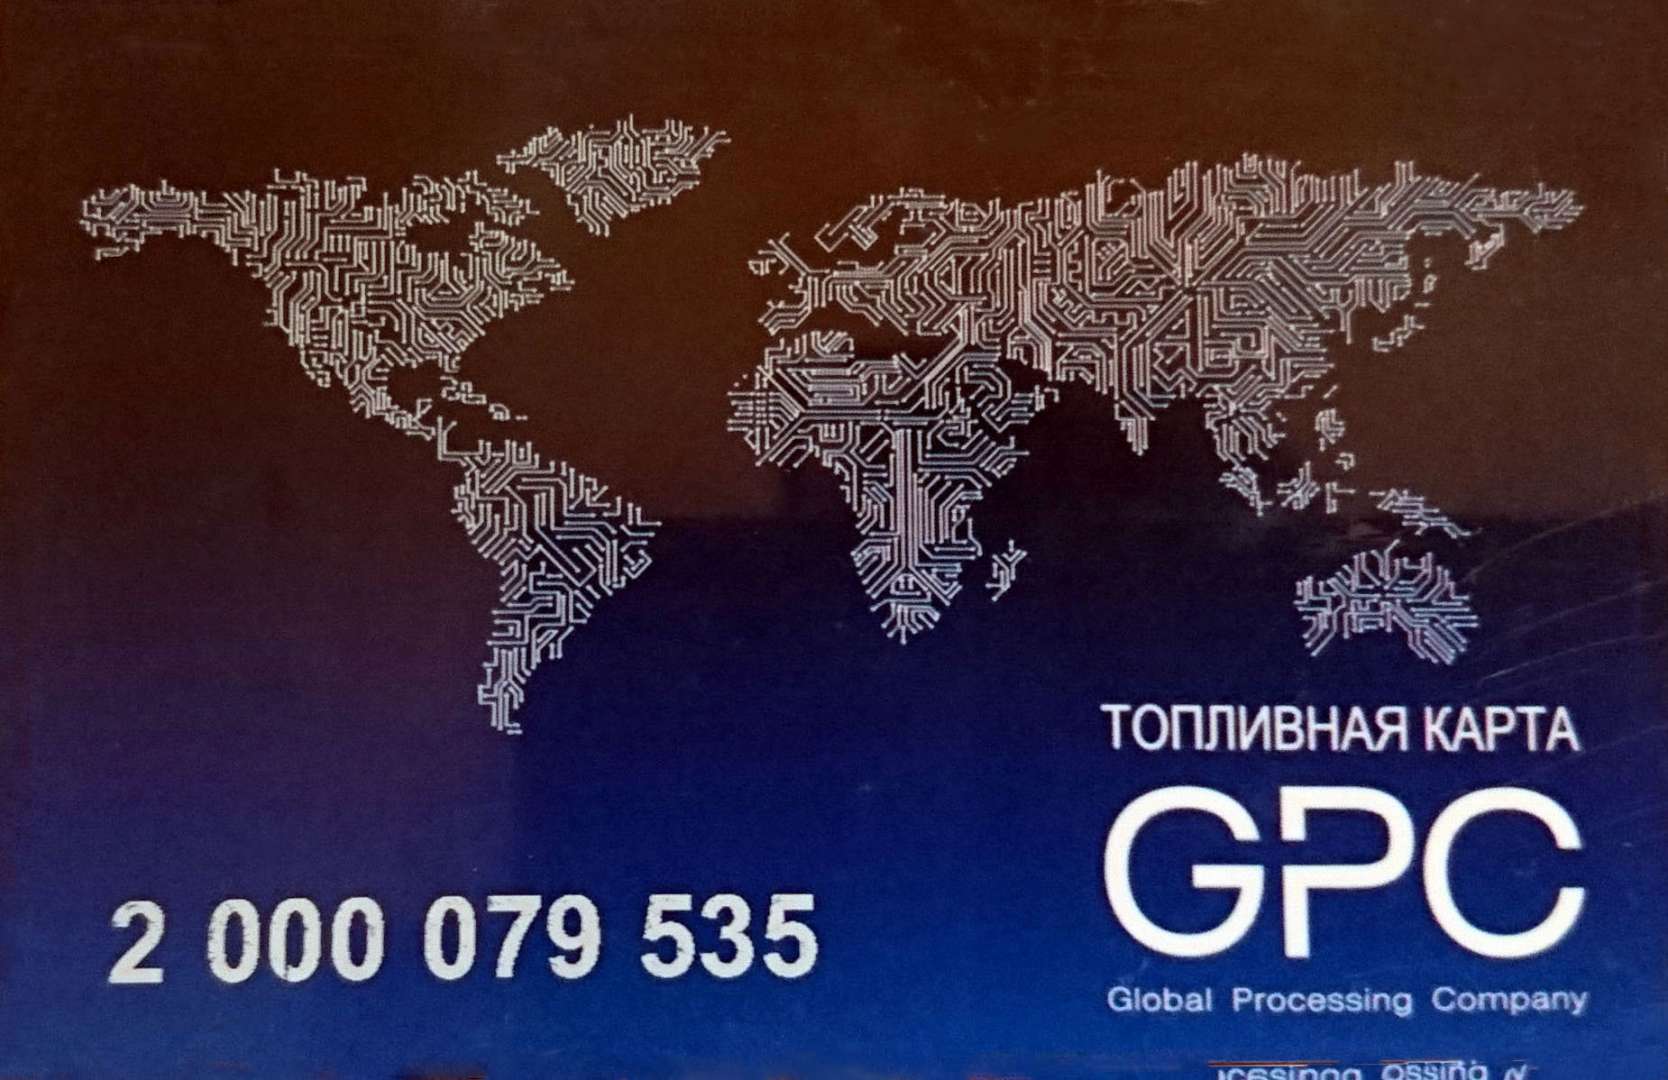 ТОПЛИВНАЯ КАРТА
GPC
2 000 079 535
Global Processing Company